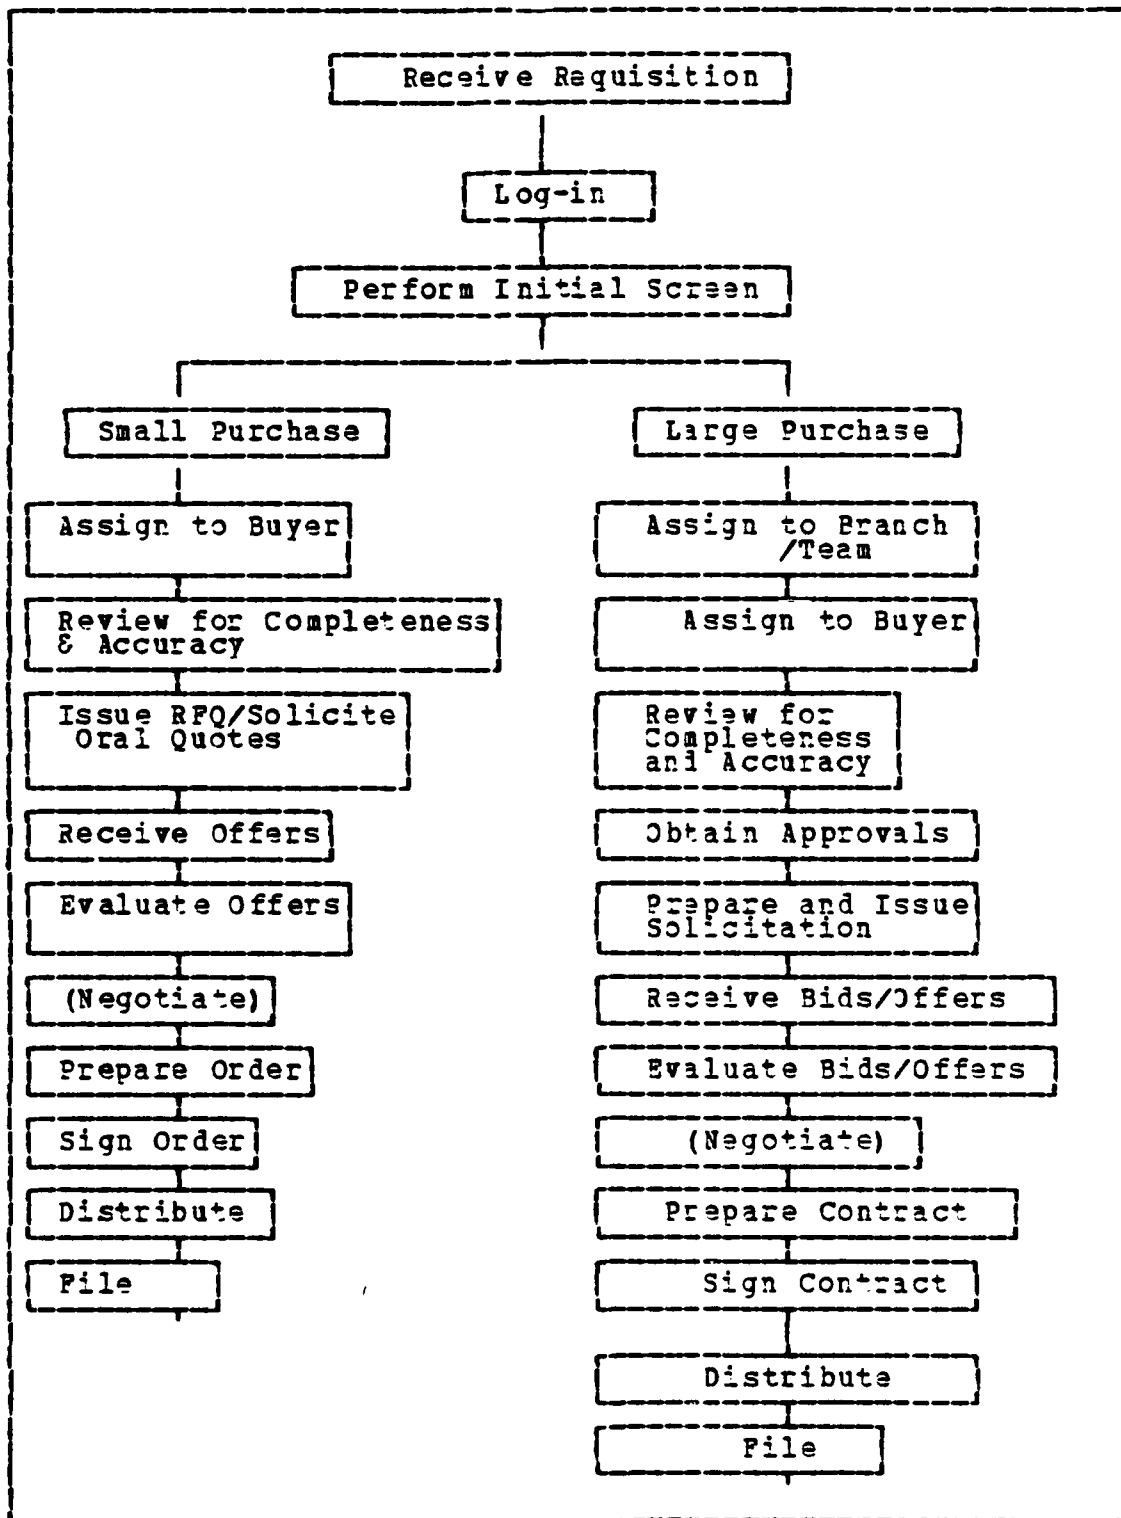 Receive Requisition
Log-in
Perform Initial Screen
Small Purchase
Assign to Buyer
Review for Completeness
& Accuracy
Issue RFQ/Solicite
Oral Quotes
Receive Offers
Evaluate Offers
(Negotiate)
Prepare Order
Sign Order
Distribute
File
Large Purchase
Assign to Branch
/Team
Assign to Buyer
Review for
Completeness
and Accuracy
Obtain Approvals
Prepare and Issue
Solicitation
Receive Bids/Offers
Evaluate Bids/Offers
(Negotiate)
Prepare Contract
Sign Contract
Distribute
File